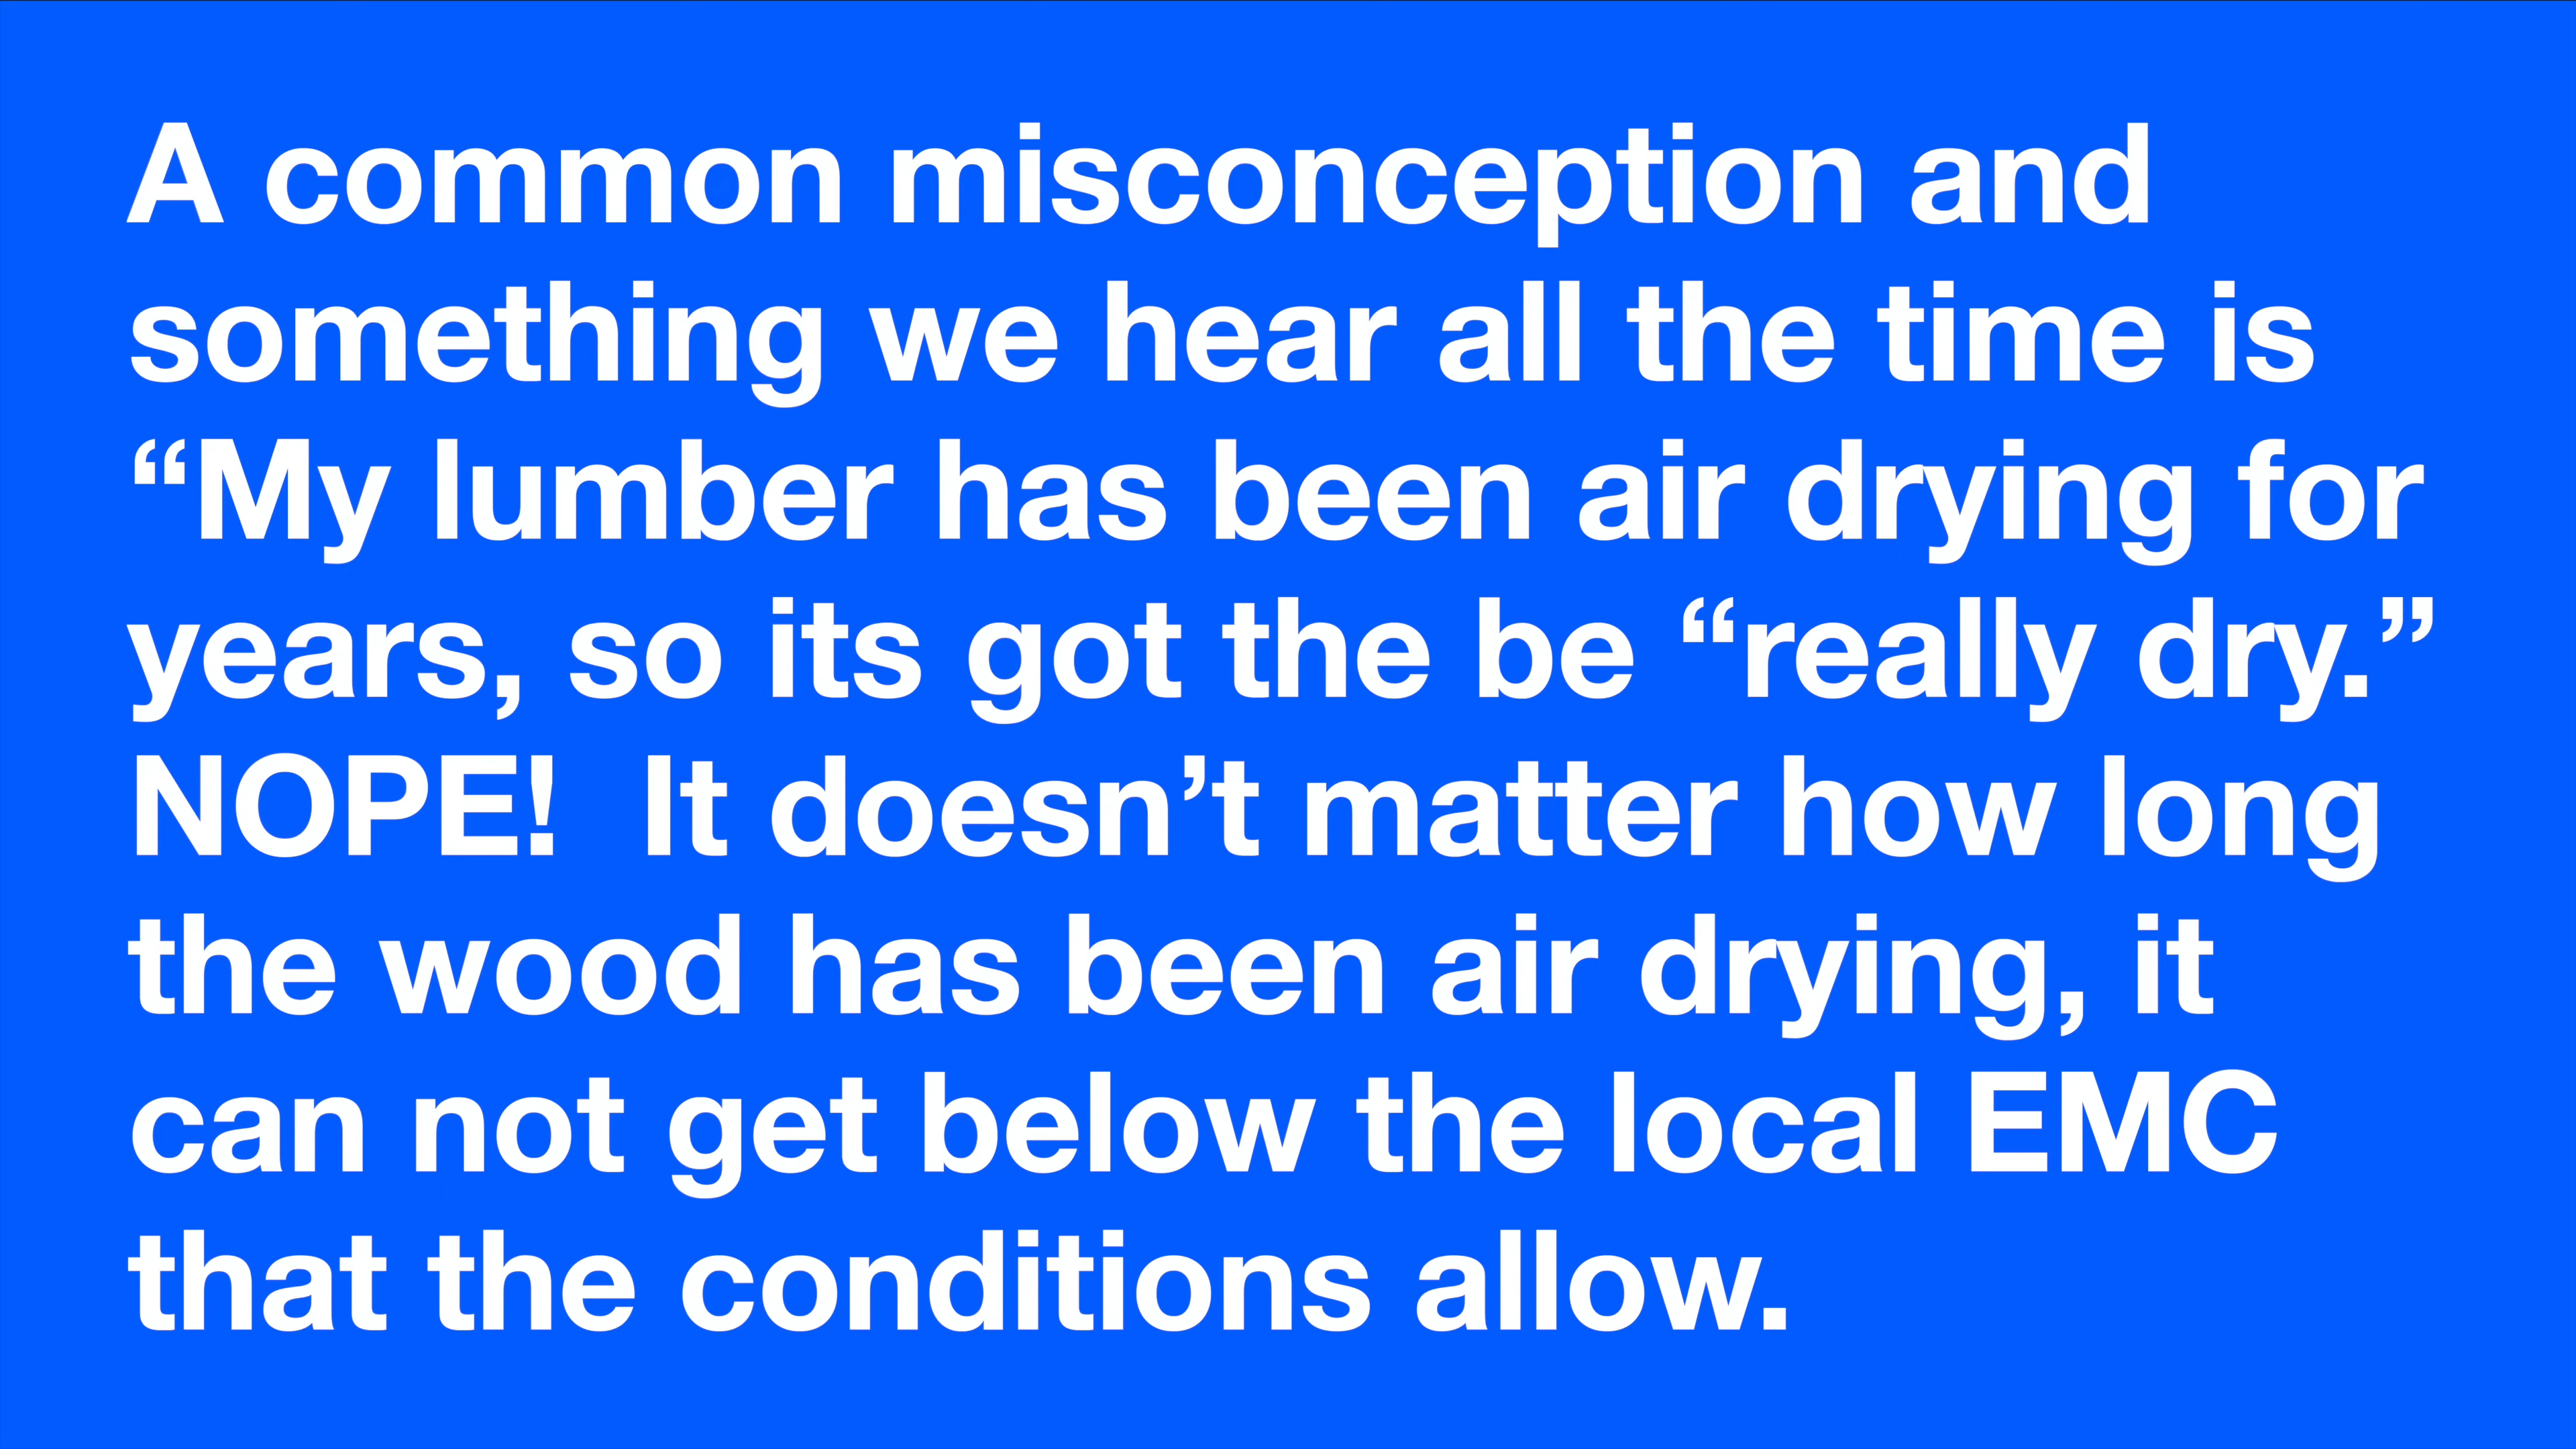 A common misconception and
something we hear all the time is
“My lumber has been air drying for
years, so its got the be “really dry.”
NOPE!  It doesn’t matter how long
the wood has been air drying, it
can not get below the local EMC
that the conditions allow.